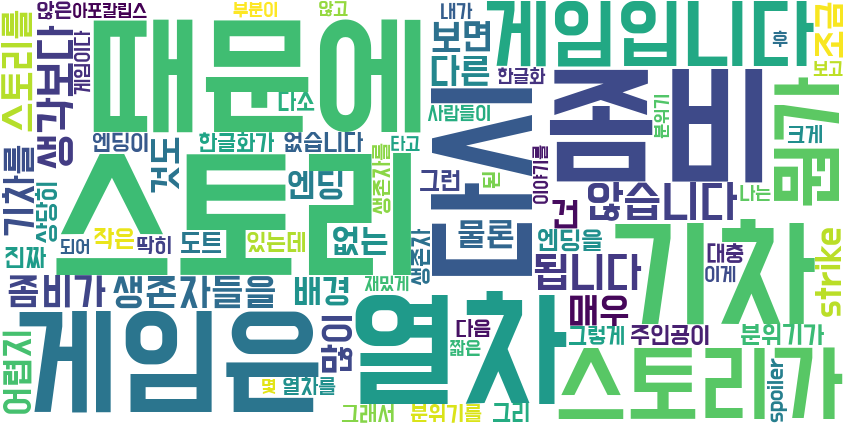 않은
아포칼립스
부분이
않고
내가
게임입니다
후
조금
스토리를
생각보다
게임이다
때문에
보면
다른
한글화
보고
다소
단지
사람들이
좀비
분위기
게임
크게
엔딩이
한글화가
없습니다
타고
기차를
것도
스토리
생존자를
이야기를
상당히
엔딩
그런
된
건
않습니다
나는
진짜
되어
작은
딱히
도트
있는데
없는
생존자
물론
엔딩을
기차
대충
이게
strike
좀비가
생존자들을
배경
재밌게
됩니다
매우
어렵지
게임은
많이
열차
다음
짧은
그렇게
주인공이
분위기가
몇
열차를
그래서
분위기를
그리
스토리가
spoiler